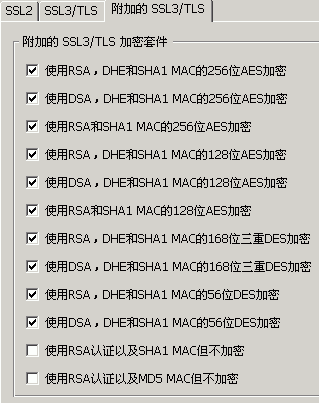 SSL2 SSL3/TLS 附加的 SSL3/TLS
附加的 SSL3/TLS 加密套件
使用RSA，DHE和SHA1 MAC的256位AES加密
使用DSA，DHE和SHA1 MAC的256位AES加密
使用RSA和SHA1 MAC的256位AES加密
使用RSA，DHE和SHA1 MAC的128位AES加密
使用DSA，DHE和SHA1 MAC的128位AES加密
使用RSA和SHA1 MAC的128位AES加密
使用RSA，DHE和SHA1 MAC的168位三重DES加密
使用DSA，DHE和SHA1 MAC的168位三重DES加密
使用RSA，DHE和SHA1 MAC的56位DES加密
使用DSA，DHE和SHA1 MAC的56位DES加密
使用RSA认证以及SHA1 MAC但不加密
使用RSA认证以及MD5 MAC但不加密